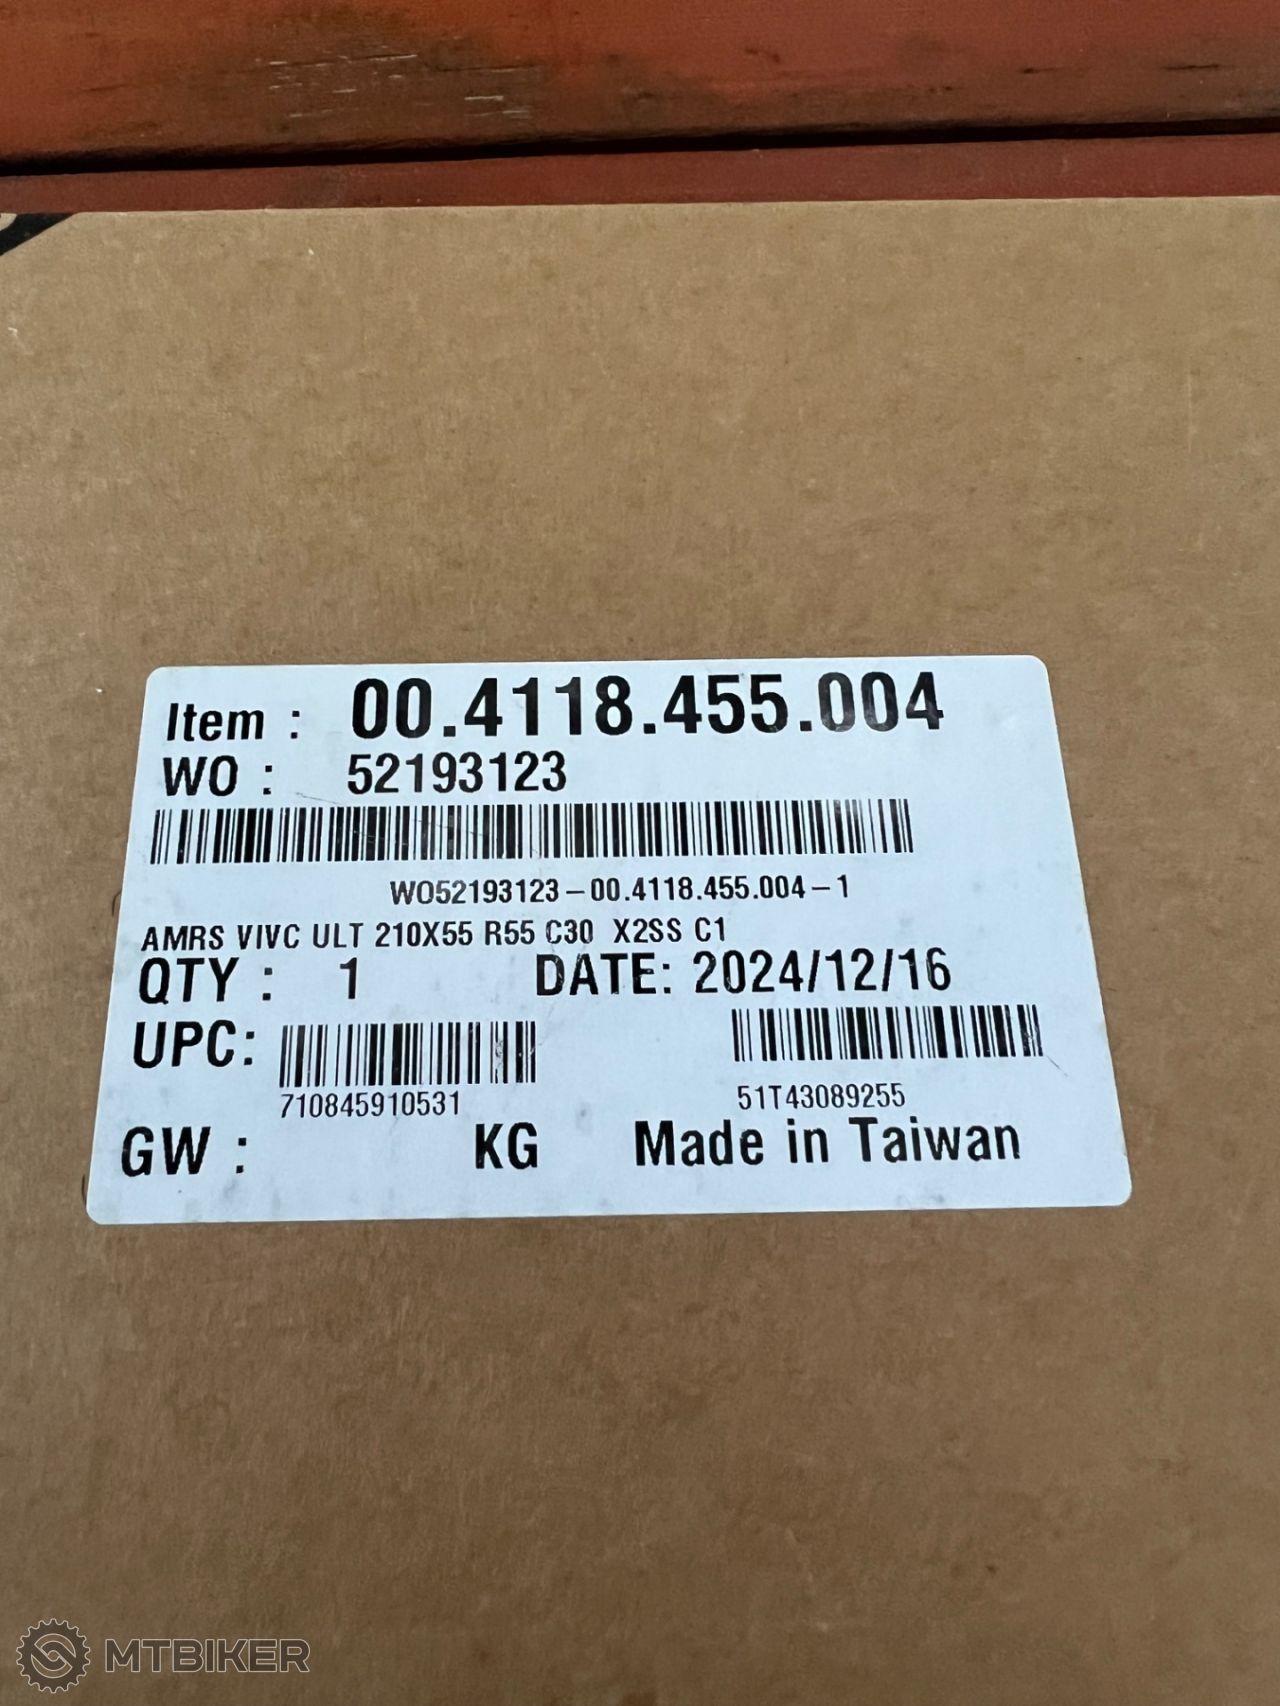 Item : 00.4118.455.004
WO : 52193123
WO52193123-00.4118.455.004-1
AMRS VIVC ULT 210X55 R55 C30 X2SS C1
QTY : 1 DATE: 2024/12/16
UPC:
710845910531 51T43089255
GW : KG Made in Taiwan
MTBIKER